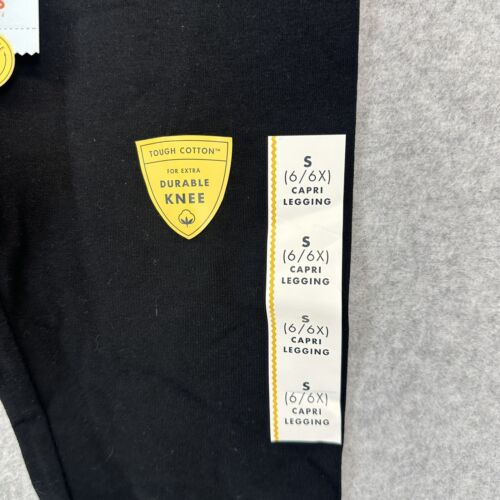 TOUGH COTTON™
FOR EXTRA
DURABLE
KNEE
S
(6/6X)
CAPRI
LEGGING
S
(6/6X)
CAPRI
LEGGING
S
(6/6X)
CAPRI
LEGGING
S
(6/6X)
CAPRI
LEGGING